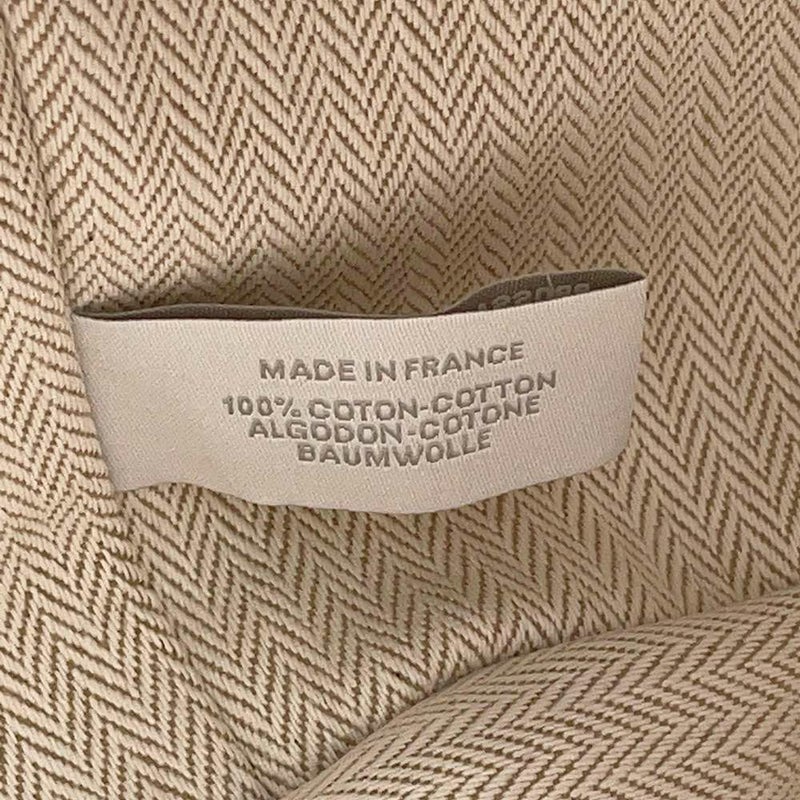 MADE IN FRANCE
100% COTON-COTTON
ALGODON-COTONE
BAUMWOLLE